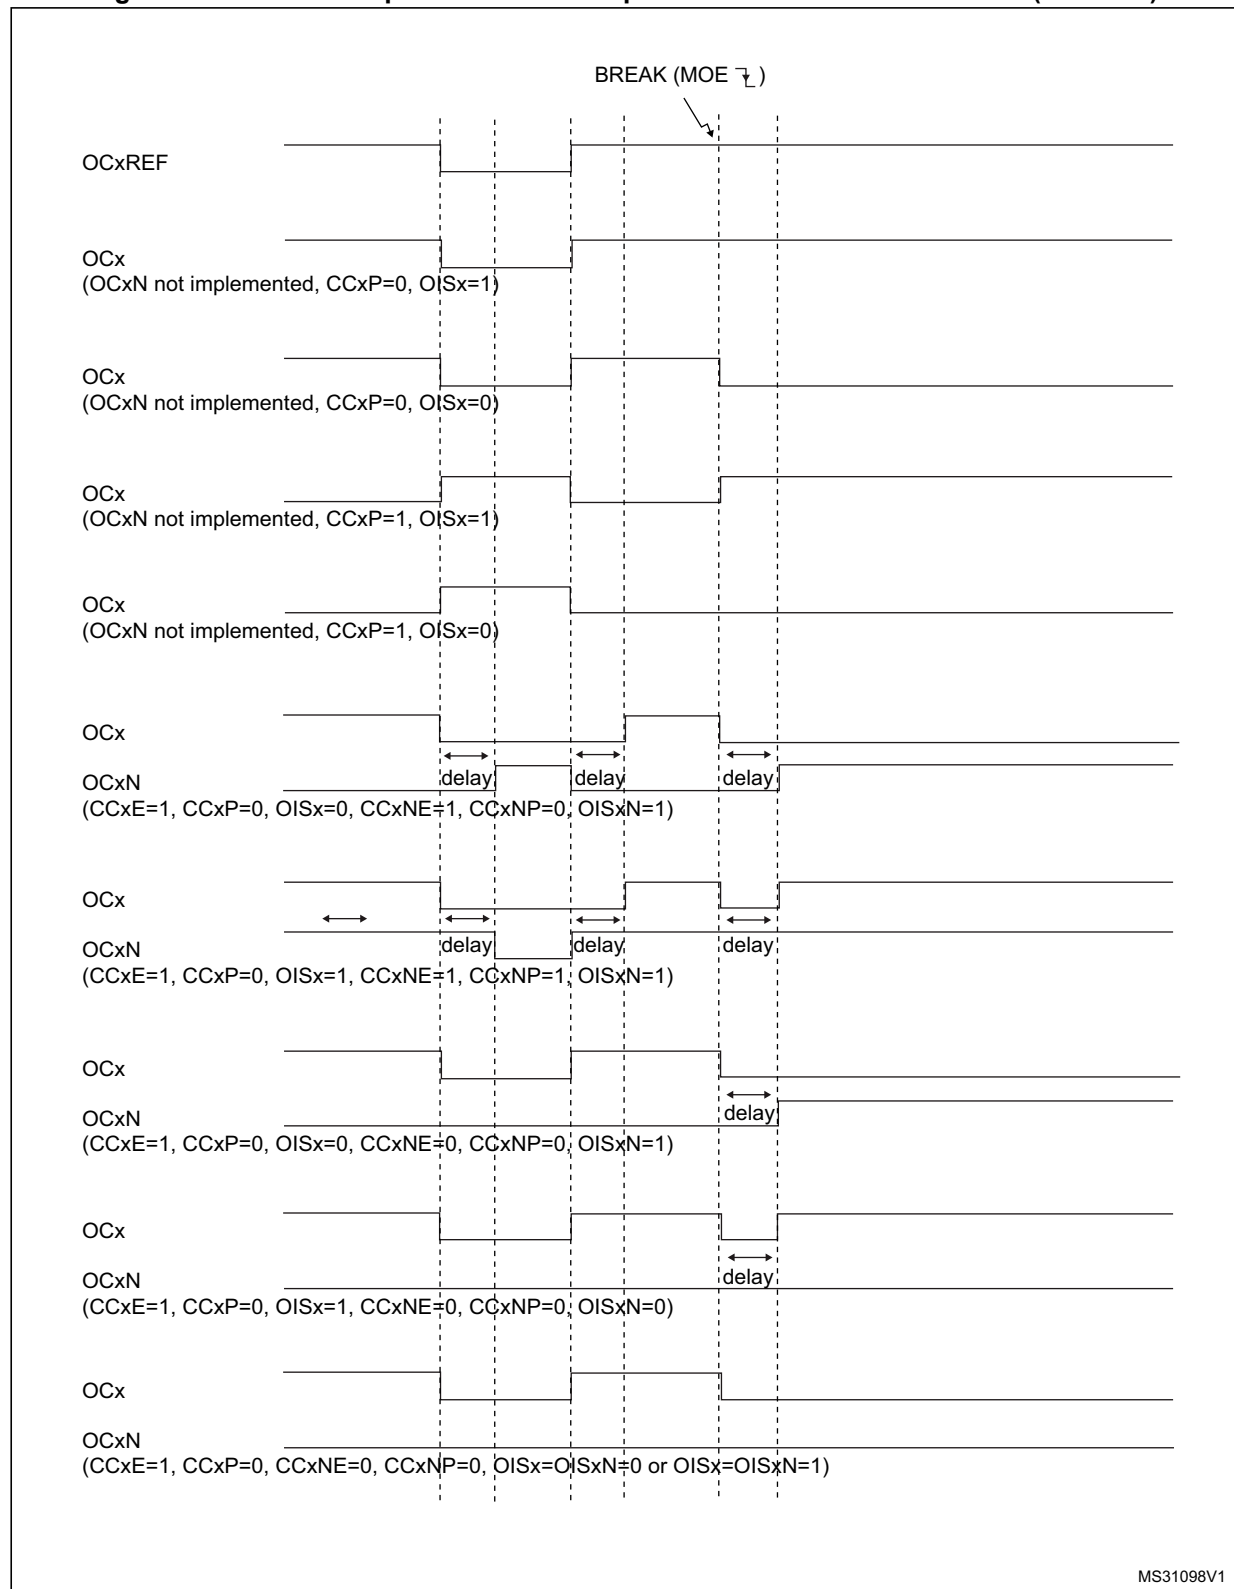 BREAK (MOE )
OCxREF
OCx
(OCxN not implemented, CCxP=0, OISx=1)
OCx
(OCxN not implemented, CCxP=0, OISx=0)
OCx
(OCxN not implemented, CCxP=1, OISx=1)
OCx
(OCxN not implemented, CCxP=1, OISx=0)
OCx
delay delay delay
OCxN
(CCxE=1, CCxP=0, OISx=0, CCxNE=1, CCxNP=0, OISxN=1)
OCx
delay delay delay
OCxN
(CCxE=1, CCxP=0, OISx=1, CCxNE=1, CCxNP=1, OISxN=1)
OCx
delay
OCxN
(CCxE=1, CCxP=0, OISx=0, CCxNE=0, CCxNP=0, OISxN=1)
OCx
delay
OCxN
(CCxE=1, CCxP=0, OISx=1, CCxNE=0, CCxNP=0, OISxN=0)
OCx
OCxN
(CCxE=1, CCxP=0, CCxNE=0, CCxNP=0, OISx=OISxN=0 or OISx=OISxN=1)
MS31098V1